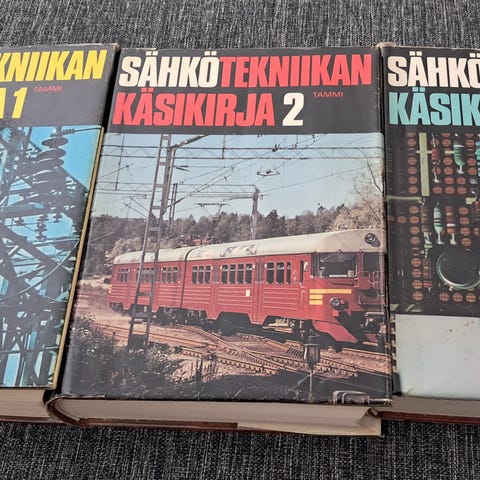 KNIIKAN
A 1
TAMMI
SÄHKÖTEKNIIKAN
KÄSIKIRJA 2
TAMMI
SÄHKÖ
KÄSIK